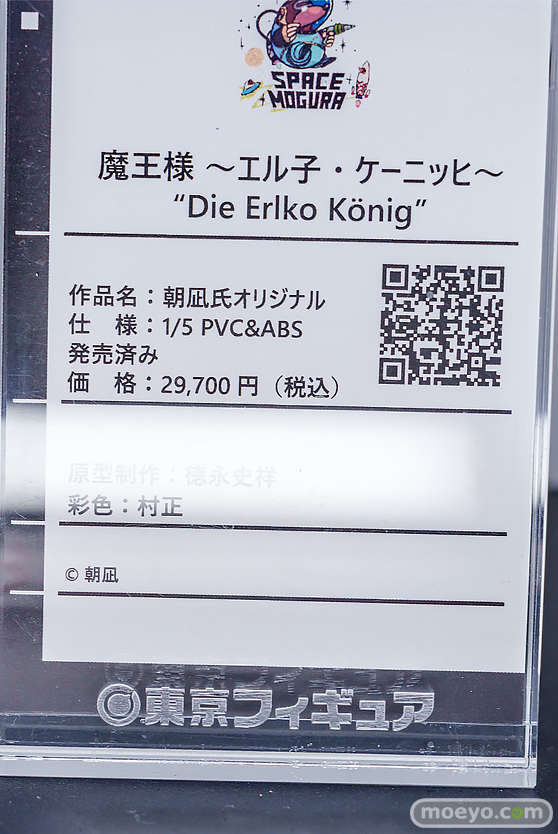 SPACE
MOGURA
魔王様 ～エル子・ケーニッヒ～
“Die Erlko König”
作品名：朝凪氏オリジナル
仕　様：1/5 PVC&ABS
発売済み
価　格：29,700 円（税込）
原型制作：徳永史祥
彩色：村正
© 朝凪
東京フィギュア
moeyo.com